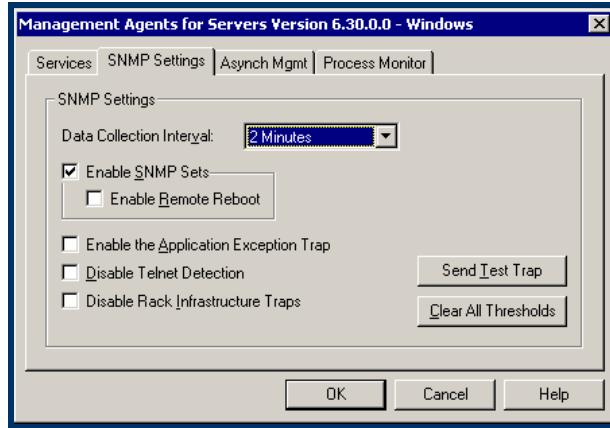 Management Agents for Servers Version 6.30.0.0 - Windows
Services SNMP Settings Asynch Mgmt Process Monitor
SNMP Settings
Data Collection Interval: 2 Minutes
Enable SNMP Sets
Enable Remote Reboot
Enable the Application Exception Trap
Disable Telnet Detection
Send Test Trap
Disable Rack Infrastructure Traps
Clear All Thresholds
OK Cancel Help